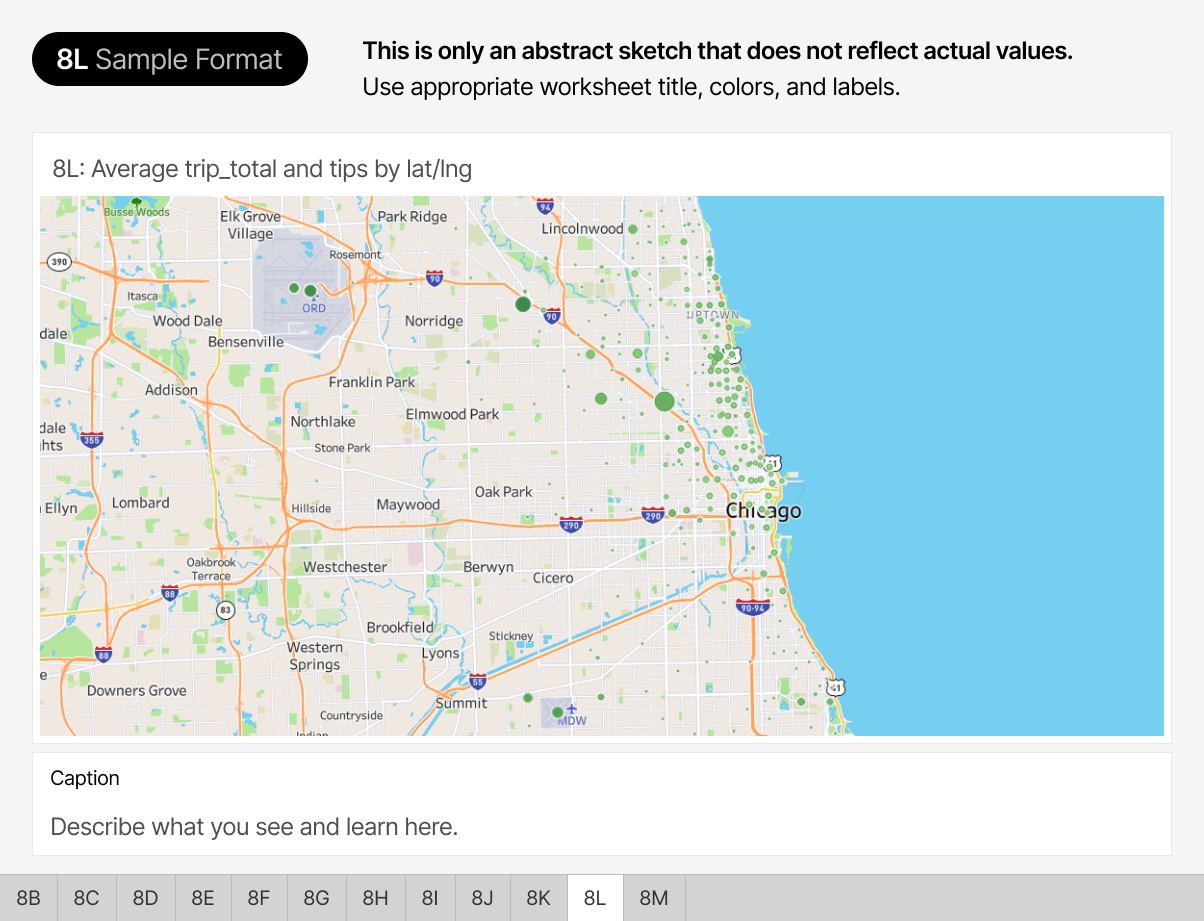 8L Sample Format
This is only an abstract sketch that does not reflect actual values.
Use appropriate worksheet title, colors, and labels.
8L: Average trip_total and tips by lat/lng
Busse Woods
Elk Grove
Village
Park Ridge
94
Lincolnwood
390
Rosemont
90
Itasca
ORD
Wood Dale
Norridge
90
UPTOWN
dale
Bensenville
Franklin Park
Addison
Elmwood Park
Northlake
dale
hts
355
Stone Park
41
Oak Park
Lombard
Maywood
Ellyn
Hillside
Chicago
290
290
Oakbrook
Terrace
Westchester
Berwyn
Cicero
88
83
90-94
Brookfield
Stickney
Western
Springs
Lyons
88
e
55
41
Downers Grove
Summit
Countryside
MDW
Indian
Caption
Describe what you see and learn here.
8B 8C 8D 8E 8F 8G 8H 8I 8J 8K 8L 8M